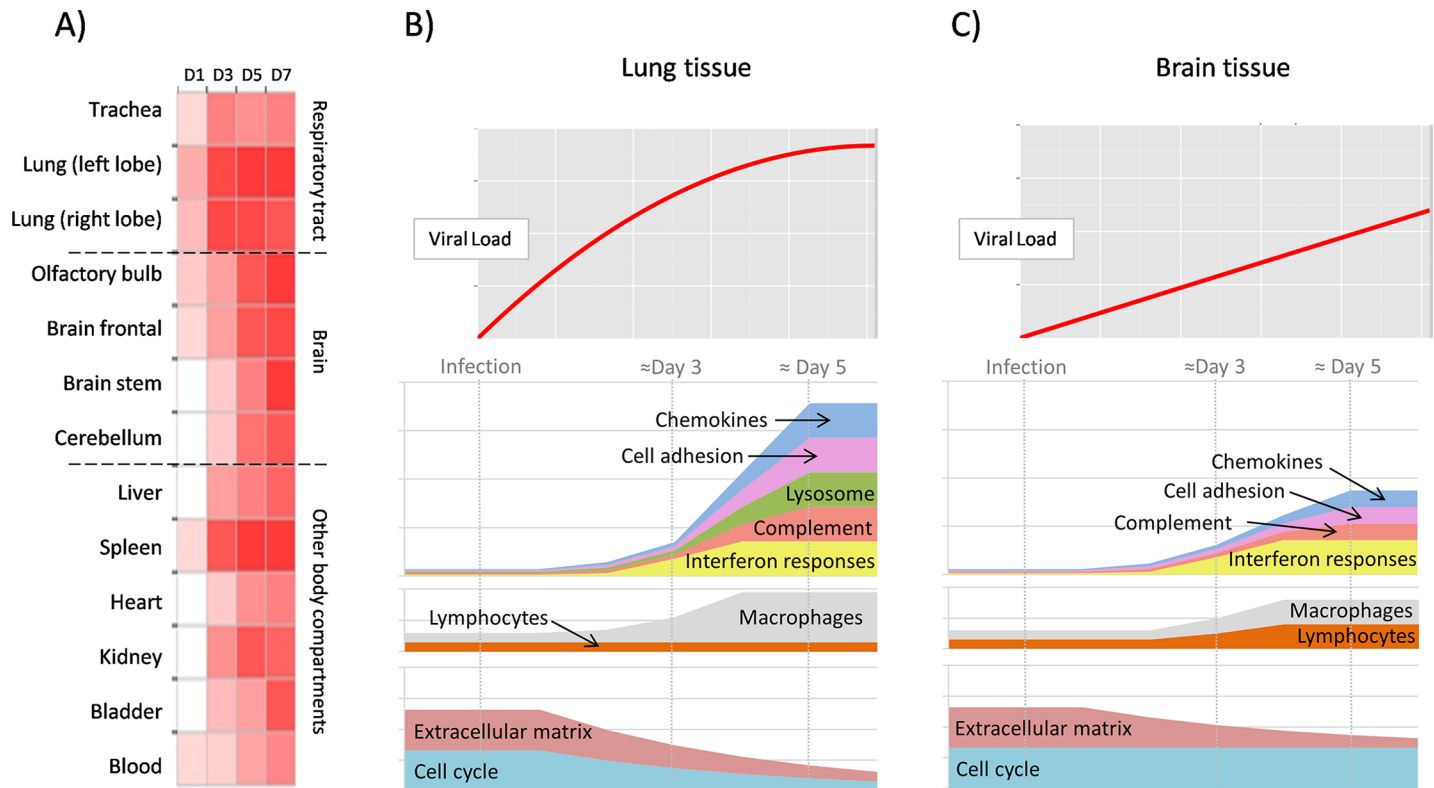 A)
D1 D3 D5 D7
Trachea
Lung (left lobe)
Lung (right lobe)
Olfactory bulb
Brain frontal
Brain stem
Cerebellum
Liver
Spleen
Heart
Kidney
Bladder
Blood
Respiratory tract
Brain
Other body compartments
B)
Lung tissue
Viral Load
Infection ≈Day 3 ≈ Day 5
Chemokines
Cell adhesion
Lysosome
Complement
Interferon responses
Lymphocytes
Macrophages
Extracellular matrix
Cell cycle
C)
Brain tissue
Viral Load
Infection ≈Day 3 ≈ Day 5
Chemokines
Cell adhesion
Complement
Interferon responses
Macrophages
Lymphocytes
Extracellular matrix
Cell cycle